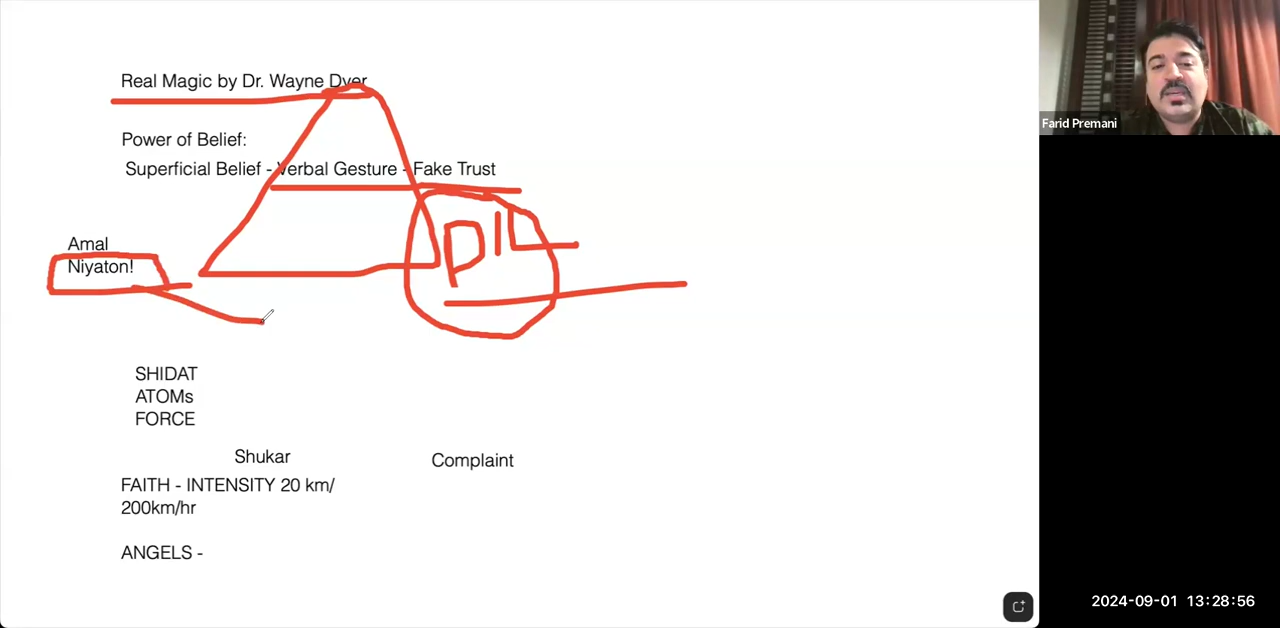 Real Magic by Dr. Wayne Dyer
Farid Premani
Power of Belief:
Superficial Belief - Verbal Gesture - Fake Trust
DIL
Amal
Niyaton!
SHIDAT
ATOMs
FORCE
Shukar
Complaint
FAITH - INTENSITY 20 km/
200km/hr
ANGELS -
2024-09-01 13:28:56